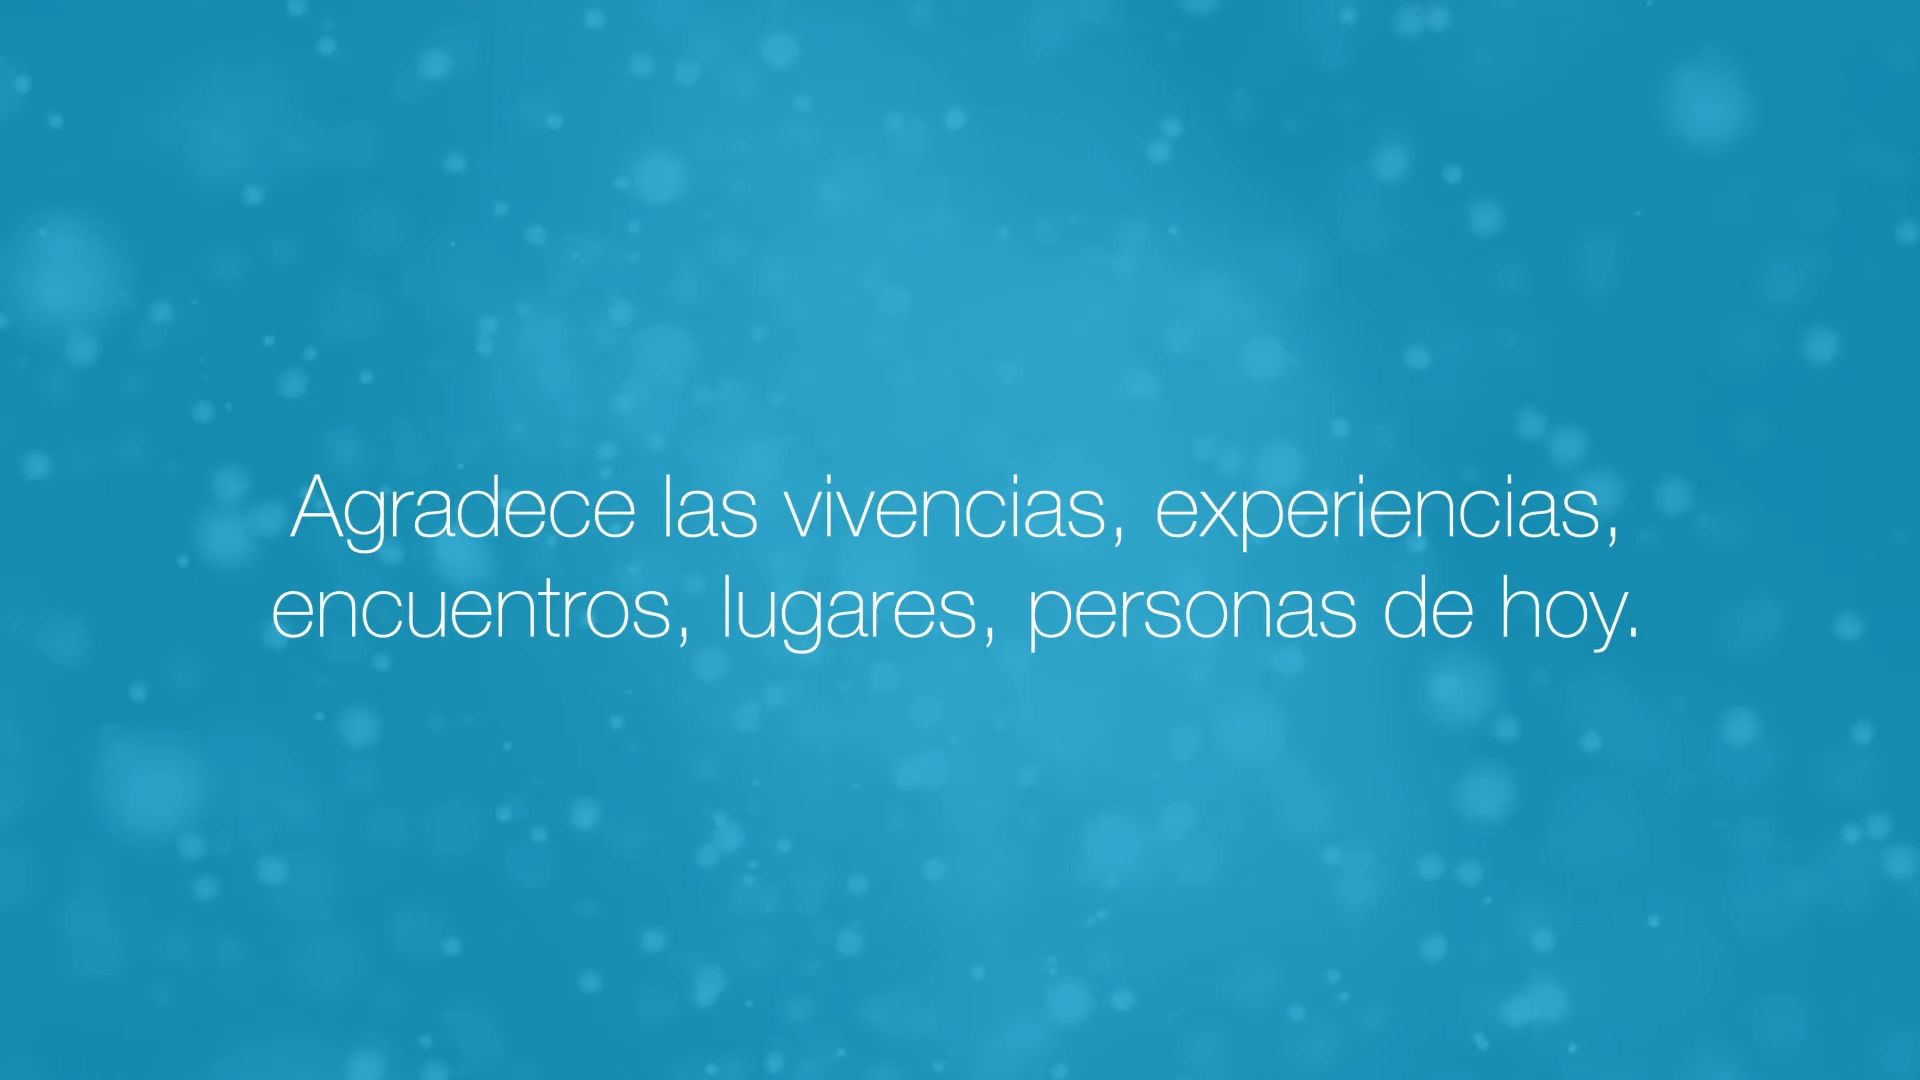 Agradece las vivencias, experiencias,
encuentros, lugares, personas de hoy.